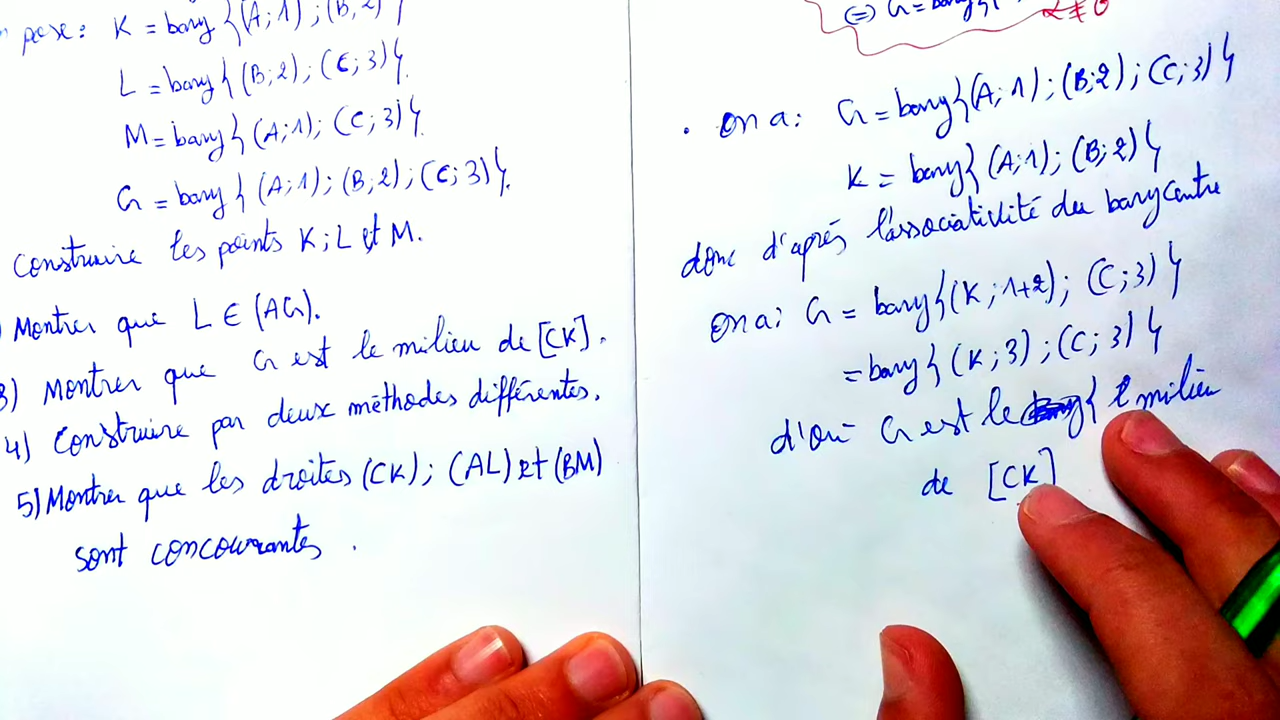 pose: K = bary {(A;1);(B,2)}
L = bary{(B;2);(C;3)}.
M = bary{(A;1);(C;3)}.
G = bary{(A;1);(B;2);(C;3)}.
Construire les points K;L et M.
Montrer que L ∈ (AG).
3) Montrer que G est le milieu de [CK].
4) Construire par deux méthodes différentes.
5) Montrer que les droites (CK); (AL) et (BM)
sont concourantes.
(=) G = bary{
α≠0
. on a: G = bary{(A,1);(B;2);(C;3)}
K = bary{(A;1);(B;2)}
donc d'après l'associativité du barycentre
on a: G = bary{(K;1+2);(C;3)}
= bary{(K;3);(C;3)}
d'où G est le milieu
de [CK]